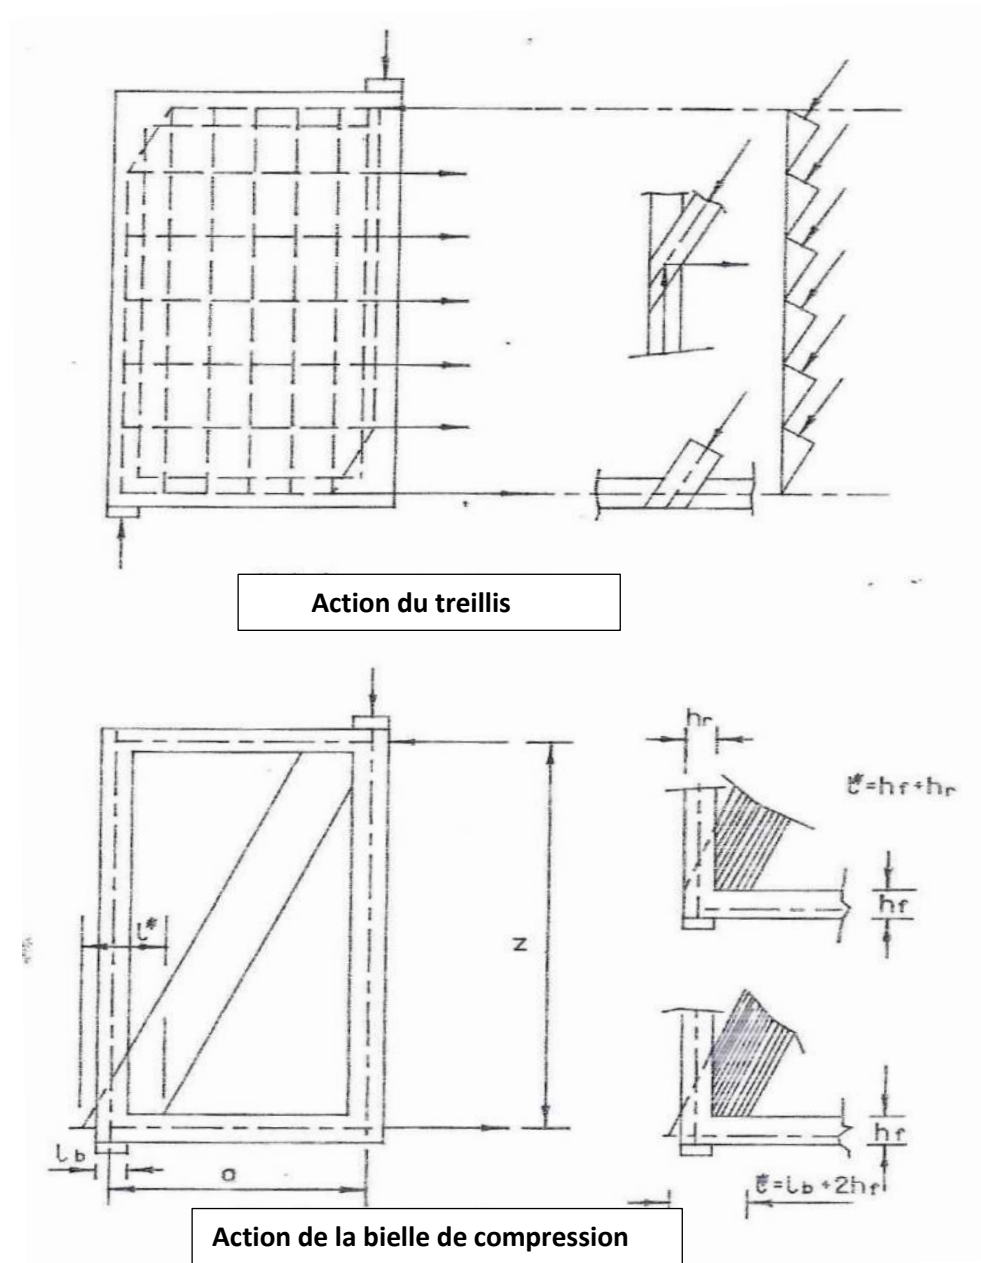 Action du treillis
hr
l*=hf+hr
l*
z
hf
hf
lb
a
l*=lb+2hf
Action de la bielle de compression